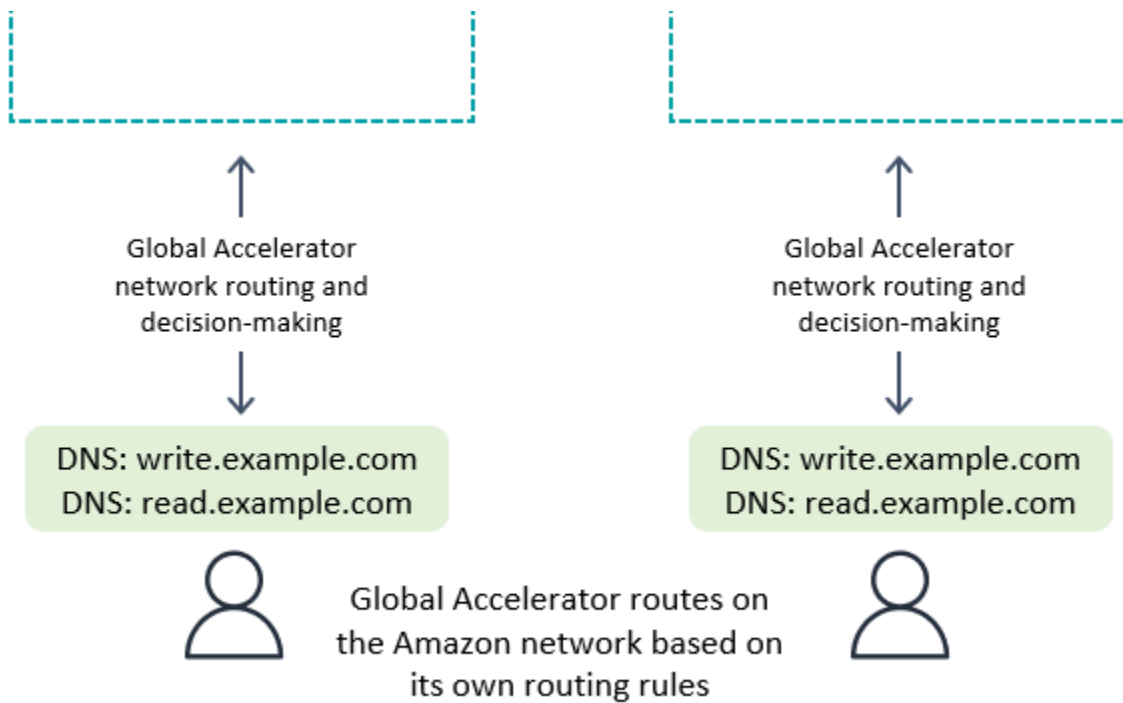 Global Accelerator
network routing and
decision-making
Global Accelerator
network routing and
decision-making
DNS: write.example.com
DNS: read.example.com
DNS: write.example.com
DNS: read.example.com
Global Accelerator routes on
the Amazon network based on
its own routing rules